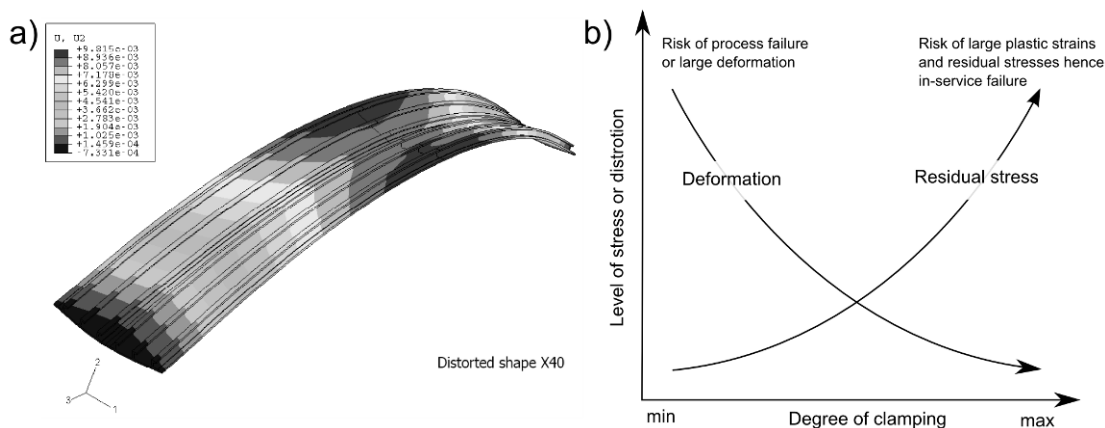 a)
U, U2
+9.815e-03
+8.936e-03
+8.057e-03
+7.178e-03
+6.299e-03
+5.420e-03
+4.541e-03
+3.662e-03
+2.783e-03
+1.904e-03
+1.025e-03
+1.459e-04
-7.331e-04
2
3
1
Distorted shape X40
b)
Level of stress or distrotion
Risk of process failure
or large deformation
Risk of large plastic strains
and residual stresses hence
in-service failure
Deformation
Residual stress
min
Degree of clamping
max